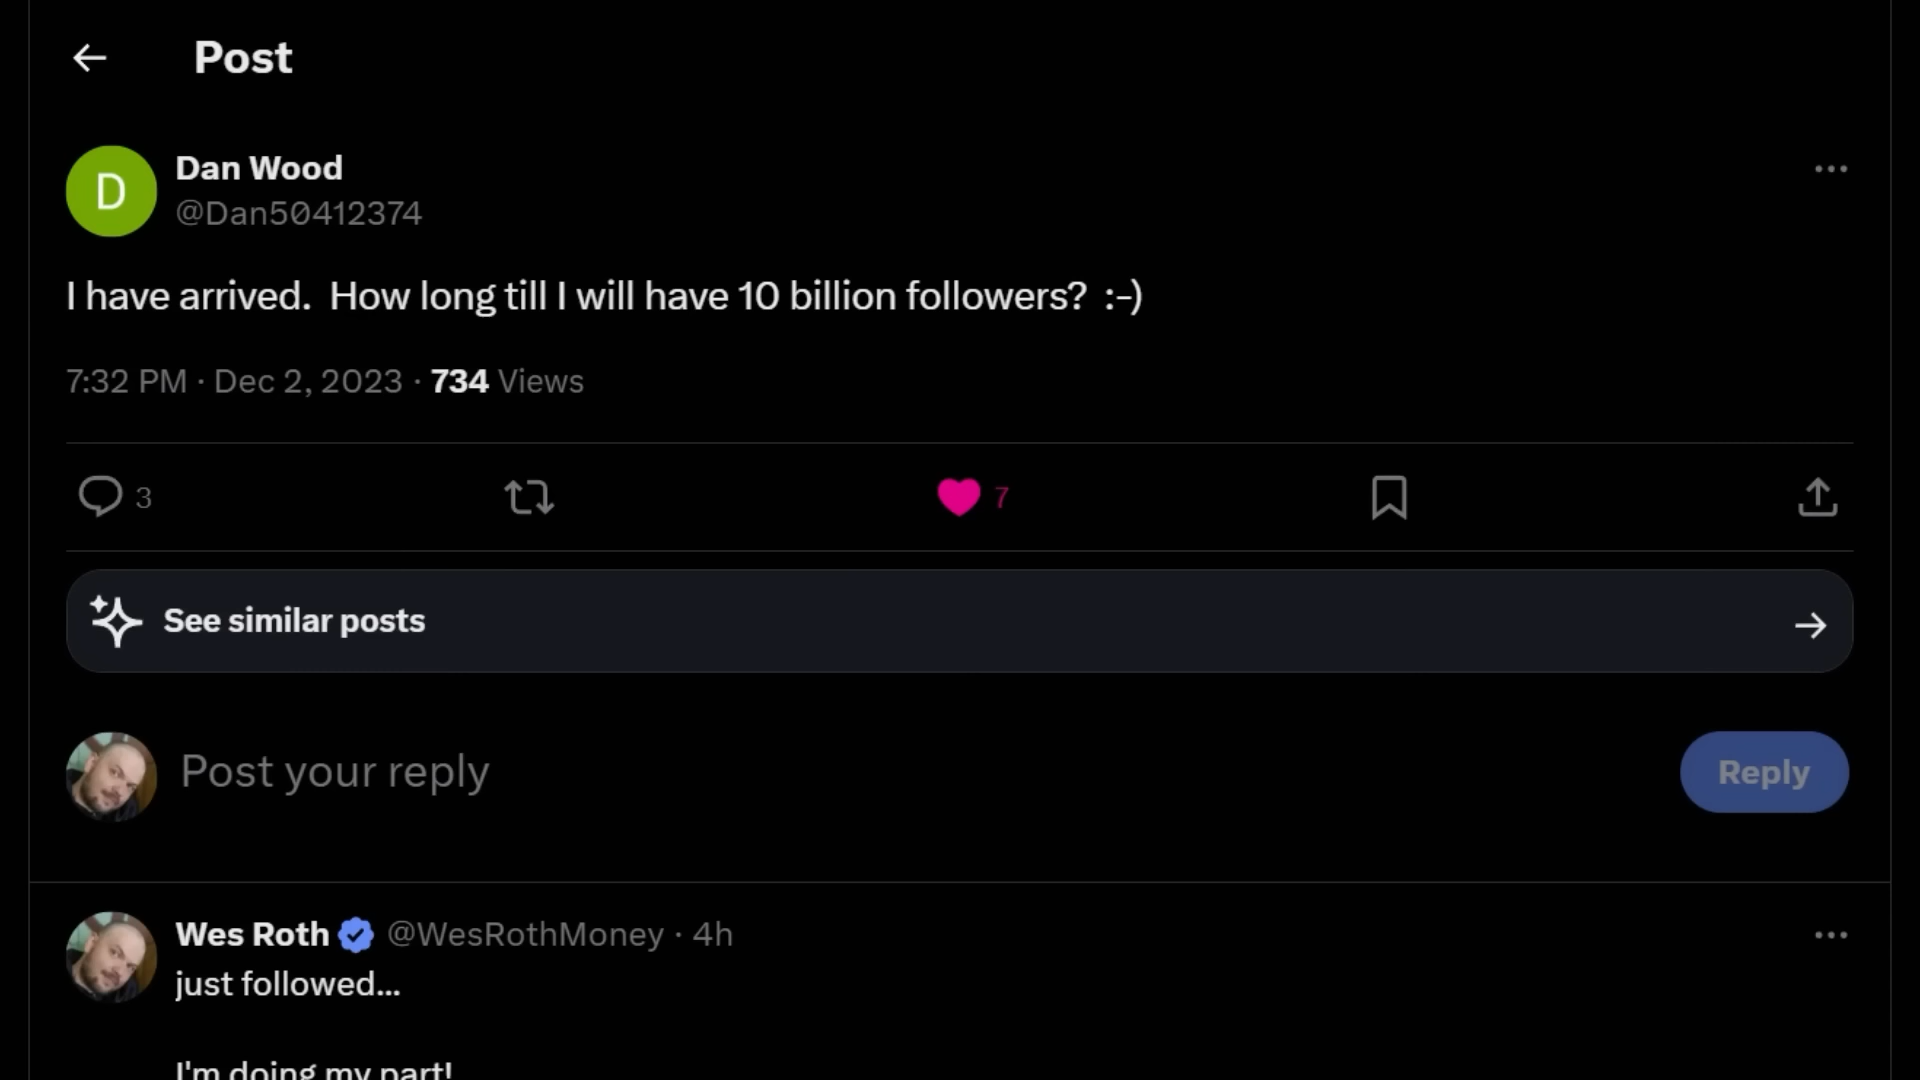 Post
D
Dan Wood
@Dan50412374
I have arrived.  How long till I will have 10 billion followers?  :-)
7:32 PM · Dec 2, 2023 · 734 Views
3
7
See similar posts
Post your reply
Reply
Wes Roth @WesRothMoney · 4h
just followed...
I'm doing my part!